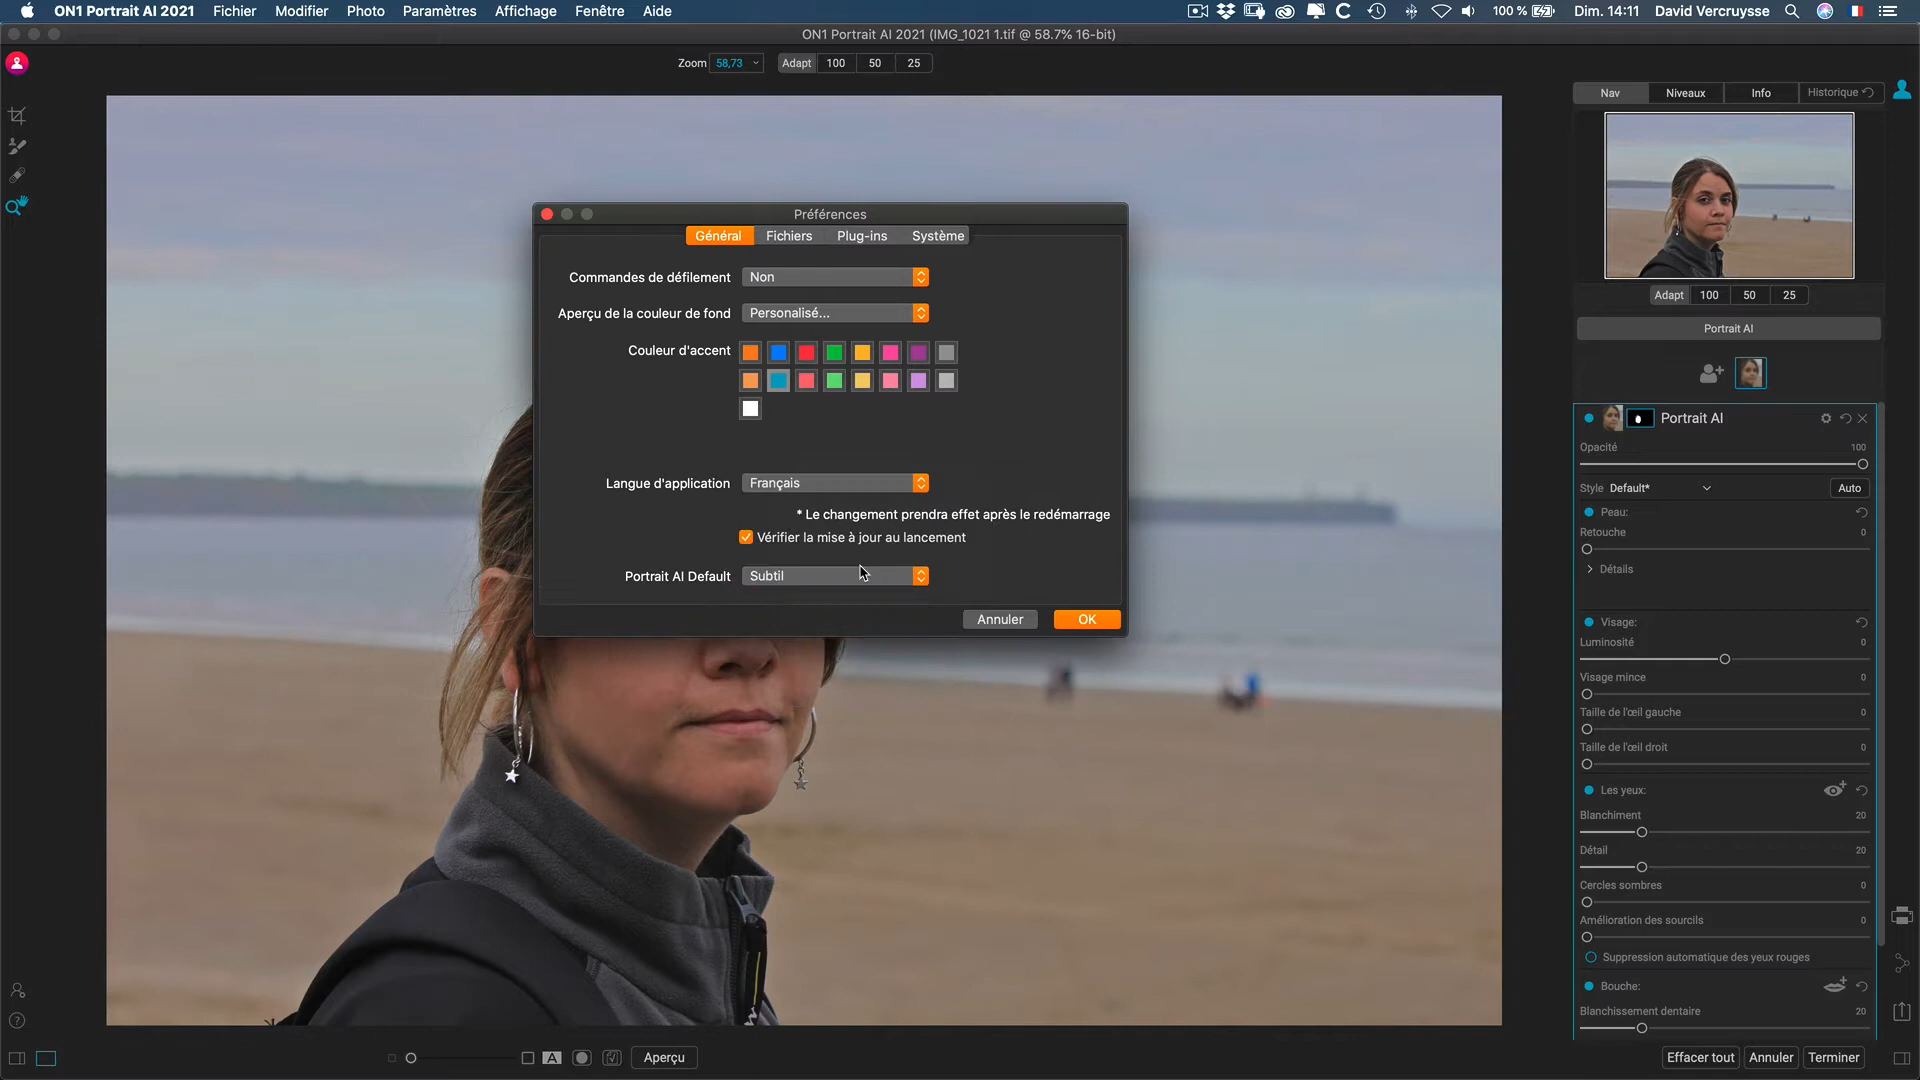 ON1 Portrait AI 2021 Fichier Modifier Photo Paramètres Affichage Fenêtre Aide 100 % Dim. 14:11 David Vercruysse
ON1 Portrait AI 2021 (IMG_1021 1.tif @ 58.7% 16-bit)
Zoom 58,73 Adapt 100 50 25
Nav Niveaux Info Historique
Préférences
Général Fichiers Plug-ins Système
Commandes de défilement Non
Aperçu de la couleur de fond Personalisé...
Couleur d'accent
Langue d'application Français
* Le changement prendra effet après le redémarrage
Vérifier la mise à jour au lancement
Portrait AI Default Subtil
Annuler OK
Adapt 100 50 25
Portrait AI
Portrait AI
Opacité 100
Style Default* Auto
Peau:
Retouche 0
Détails
Visage:
Luminosité 0
Visage mince 0
Taille de l'œil gauche 0
Taille de l'œil droit 0
Les yeux:
Blanchiment 20
Détail 20
Cercles sombres 0
Amélioration des sourcils 0
Suppression automatique des yeux rouges
Bouche:
Blanchissement dentaire 20
A Aperçu
Effacer tout Annuler Terminer